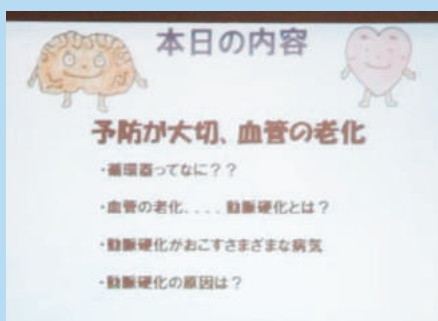 本日の内容
予防が大切、血管の老化
・循環器ってなに？？
・血管の老化．．．．動脈硬化とは？
・動脈硬化がおこすさまざまな病気
・動脈硬化の原因は？